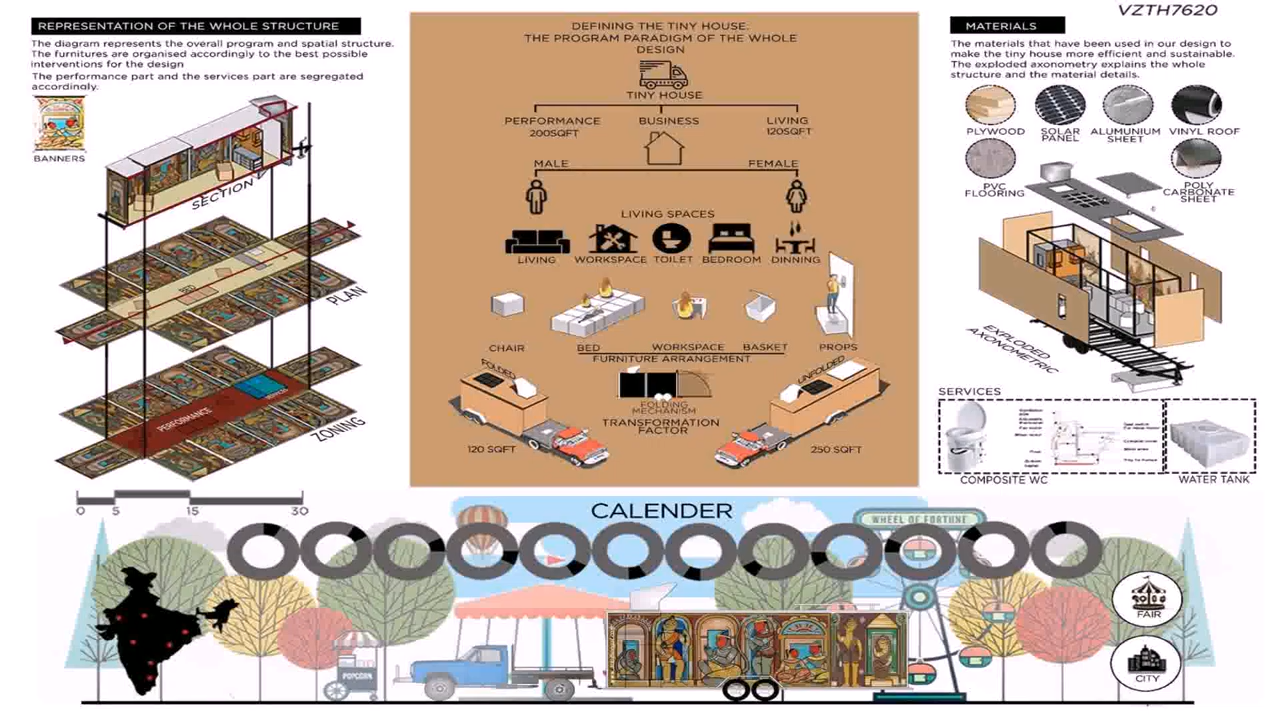 VZTH7620
REPRESENTATION OF THE WHOLE STRUCTURE
The diagram represents the overall program and spatial structure.
The furnitures are organised accordingly to the best possible
interventions for the design
The performance part and the services part are segregated
accordingly.
BANNERS
SECTION
PLAN
PERFORMANCE
ZONING
0 5 15 30
DEFINING THE TINY HOUSE:
THE PROGRAM PARADIGM OF THE WHOLE
DESIGN
TINY HOUSE
PERFORMANCE
200SQFT
BUSINESS
LIVING
120SQFT
MALE
FEMALE
LIVING SPACES
LIVING
WORKSPACE
TOILET
BEDROOM
DINNING
CHAIR
BED
WORKSPACE
BASKET
PROPS
FURNITURE ARRANGEMENT
FOLDED
UNFOLDED
FOLDING
MECHANISM
TRANSFORMATION
FACTOR
120 SQFT
250 SQFT
MATERIALS
The materials that have been used in our design to
make the tiny house more efficient and sustainable.
The exploded axonometry explains the whole
structure and the material details.
PLYWOOD
SOLAR
PANEL
ALUMUNIUM
SHEET
VINYL ROOF
PVC
FLOORING
POLY
CARBONATE
SHEET
EXPLODED
AXONOMETRIC
SERVICES
COMPOSITE WC
WATER TANK
CALENDER
WHEEL OF FORTUNE
POPCORN
FAIR
CITY